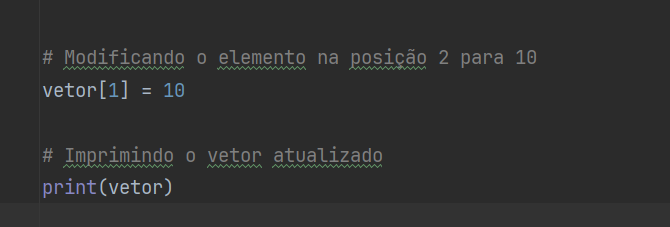 # Modificando o elemento na posição 2 para 10
vetor[1] = 10
# Imprimindo o vetor atualizado
print(vetor)